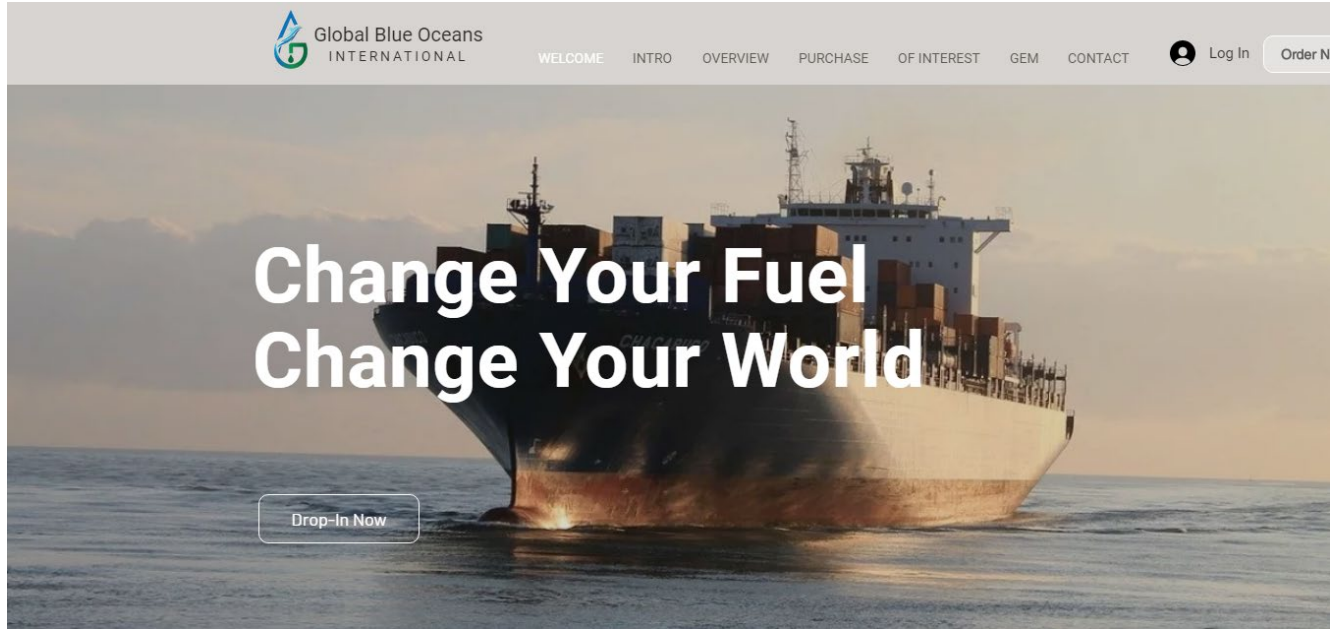 Global Blue Oceans
INTERNATIONAL
WELCOME INTRO OVERVIEW PURCHASE OF INTEREST GEM CONTACT Log In Order N
Change Your Fuel
Change Your World
Drop-In Now